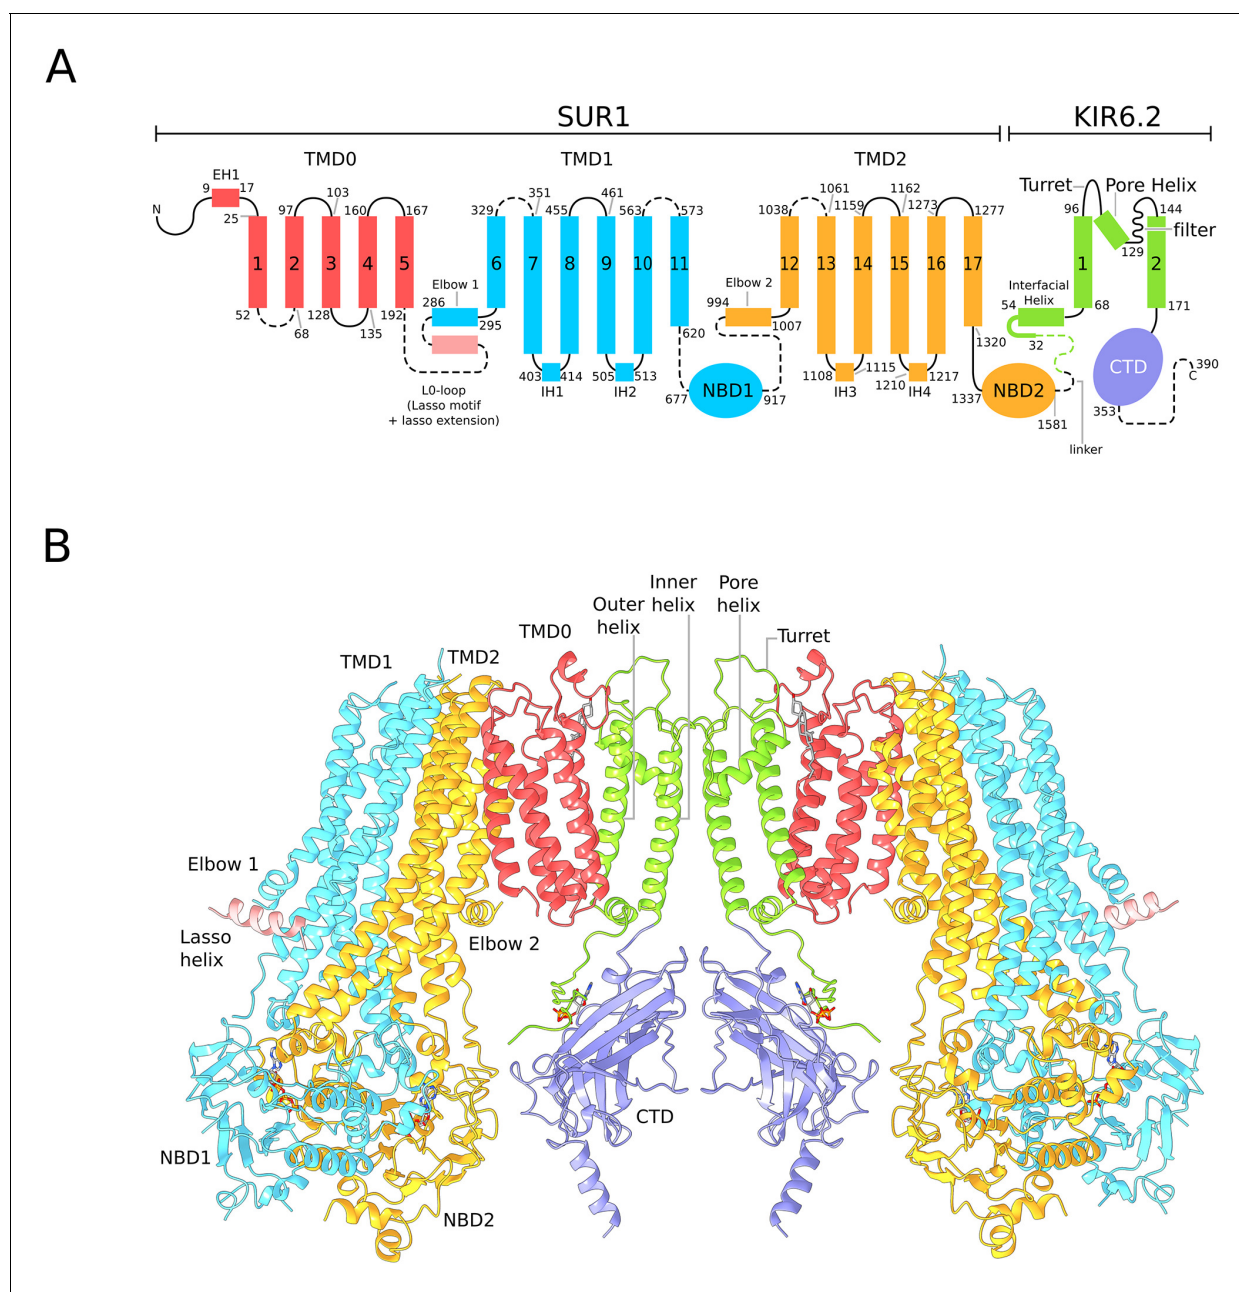 A
SUR1
KIR6.2
TMD0
TMD1
TMD2
EH1
9
17
N
25
97
103
160
167
329
351
455
461
563
573
1038
1061
1159
1162
1273
1277
Turret
Pore Helix
96
144
filter
129
1
2
3
4
5
6
7
8
9
10
11
12
13
14
15
16
17
1
2
52
68
128
135
192
286
Elbow 1
295
620
994
Elbow 2
1007
1320
Interfacial
Helix
54
32
68
171
403
414
IH1
505
513
IH2
677
NBD1
917
1108
1115
IH3
1210
1217
IH4
1337
NBD2
1581
linker
CTD
353
390
C
L0-loop
(Lasso motif
+ lasso extension)
B
Inner
helix
Pore
helix
Outer
helix
TMD0
Turret
TMD1
TMD2
Elbow 1
Lasso
helix
Elbow 2
CTD
NBD1
NBD2